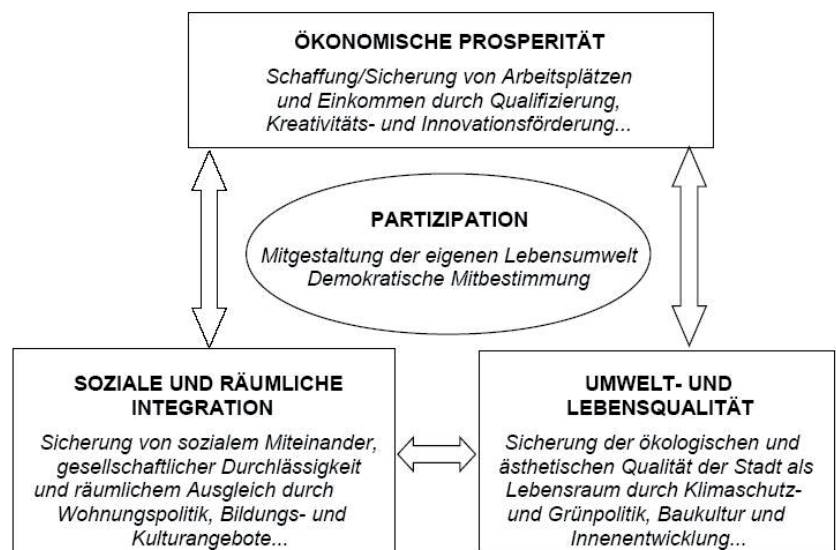 ÖKONOMISCHE PROSPERITÄT
Schaffung/Sicherung von Arbeitsplätzen
und Einkommen durch Qualifizierung,
Kreativitäts- und Innovationsförderung...
PARTIZIPATION
Mitgestaltung der eigenen Lebensumwelt
Demokratische Mitbestimmung
SOZIALE UND RÄUMLICHE
INTEGRATION
Sicherung von sozialem Miteinander,
gesellschaftlicher Durchlässigkeit
und räumlichem Ausgleich durch
Wohnungspolitik, Bildungs- und
Kulturangebote...
UMWELT- UND
LEBENSQUALITÄT
Sicherung der ökologischen und
ästhetischen Qualität der Stadt als
Lebensraum durch Klimaschutz-
und Grünpolitik, Baukultur und
Innenentwicklung...